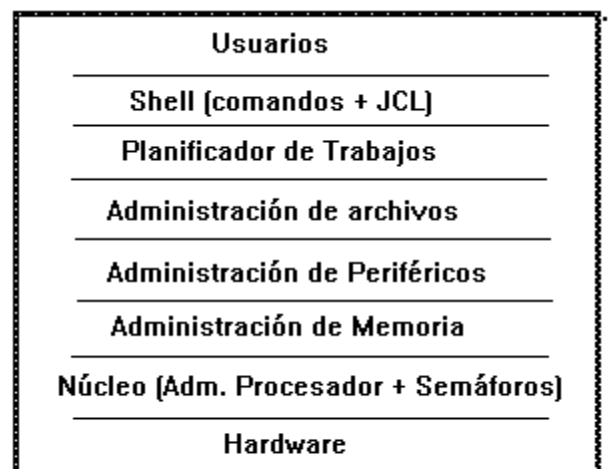 Usuarios
Shell (comandos + JCL)
Planificador de Trabajos
Administración de archivos
Administración de Periféricos
Administración de Memoria
Núcleo (Adm. Procesador + Semáforos)
Hardware